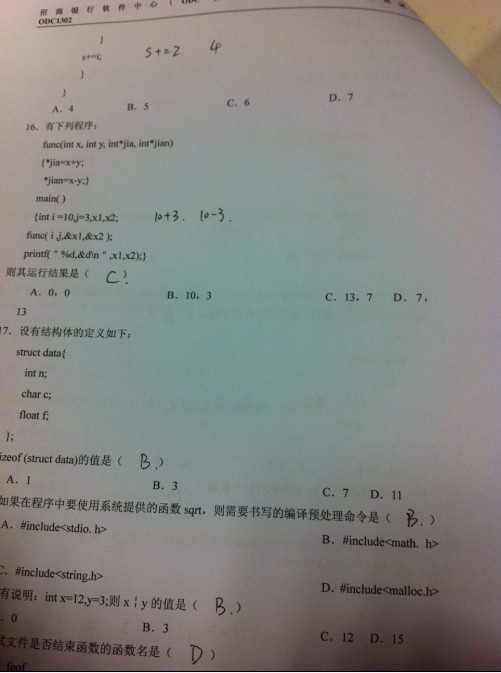 招商银行软件中心（
ODC1302
}
s+=i; s+=2 4
}
}
A. 4 B. 5 C. 6 D. 7
16. 有下列程序：
func(int x, int y, int*jia, int*jian)
{*jia=x+y;
*jian=x-y;}
main( )
{int i =10,j=3,x1,x2; 10+3. 10-3.
func( i ,j,&x1,&x2 );
printf( " %d,&d\n " ,x1,x2);}
则其运行结果是（ C. ）
A. 0，0 B. 10，3 C. 13，7 D. 7，
13
17. 设有结构体的定义如下：
struct data{
int n;
char c;
float f;
};
izeof (struct data)的值是（ B. ）
A. 1 B. 3 C. 7 D. 11
如果在程序中要使用系统提供的函数 sqrt，则需要书写的编译预处理命令是（ B. ）
A. #include<stdio. h> B. #include<math. h>
. #include<string.h> D. #include<malloc.h>
有说明：int x=12,y=3;则 x ¦ y 的值是（ B. ）
. 0 B. 3 C. 12 D. 15
式文件是否结束函数的函数名是（ D ）
feof